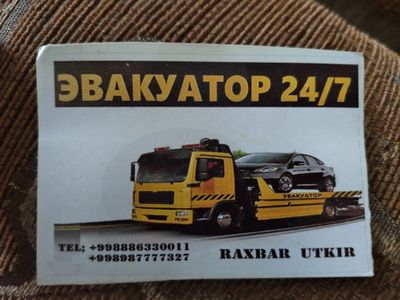 ЭВАКУАТОР 24/7
ЭВАКУАТОР
TEL; +998886330011
+998987777327
RAXBAR UTKIR